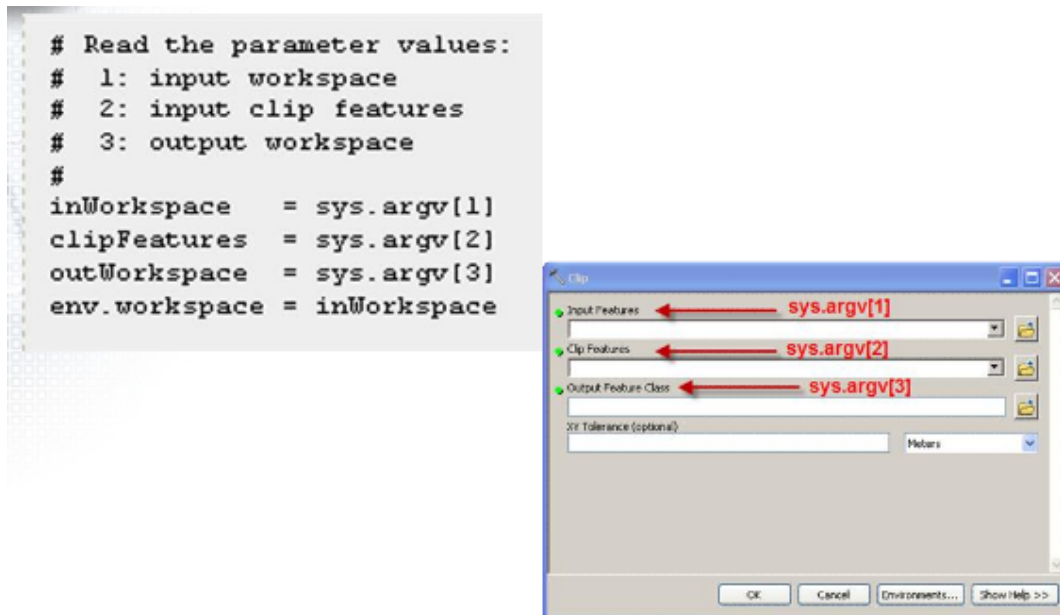 # Read the parameter values:
#  1: input workspace
#  2: input clip features
#  3: output workspace
#
inWorkspace   = sys.argv[1]
clipFeatures  = sys.argv[2]
outWorkspace  = sys.argv[3]
env.workspace = inWorkspace
Clip
Input Features sys.argv[1]
Clip Features sys.argv[2]
Output Feature Class sys.argv[3]
XY Tolerance (optional)
Meters
OK Cancel Environments... Show Help >>